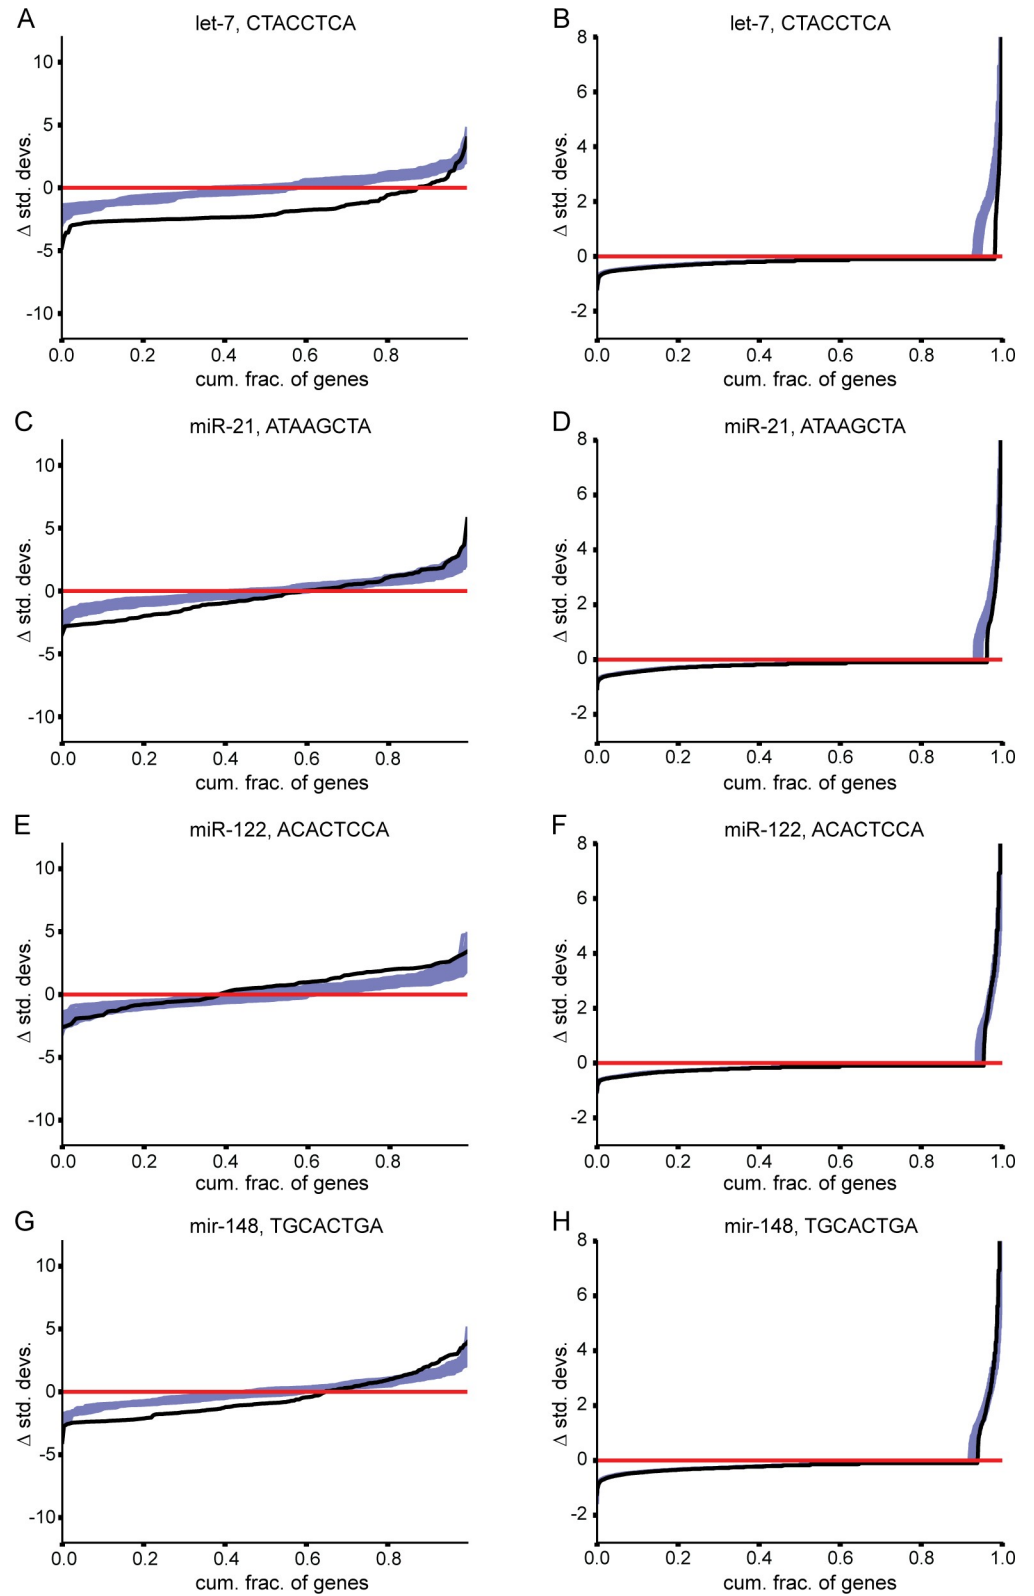 A
let-7, CTACCTCA
10
5
0
-5
-10
Δ std. devs.
0.0 0.2 0.4 0.6 0.8
cum. frac. of genes
B
let-7, CTACCTCA
8
6
4
2
0
-2
Δ std. devs.
0.0 0.2 0.4 0.6 0.8 1.0
cum. frac. of genes
C
miR-21, ATAAGCTA
10
5
0
-5
-10
Δ std. devs.
0.0 0.2 0.4 0.6 0.8
cum. frac. of genes
D
miR-21, ATAAGCTA
8
6
4
2
0
-2
Δ std. devs.
0.0 0.2 0.4 0.6 0.8 1.0
cum. frac. of genes
E
miR-122, ACACTCCA
10
5
0
-5
-10
Δ std. devs.
0.0 0.2 0.4 0.6 0.8
cum. frac. of genes
F
miR-122, ACACTCCA
8
6
4
2
0
-2
Δ std. devs.
0.0 0.2 0.4 0.6 0.8 1.0
cum. frac. of genes
G
mir-148, TGCACTGA
10
5
0
-5
-10
Δ std. devs.
0.0 0.2 0.4 0.6 0.8
cum. frac. of genes
H
mir-148, TGCACTGA
8
6
4
2
0
-2
Δ std. devs.
0.0 0.2 0.4 0.6 0.8 1.0
cum. frac. of genes